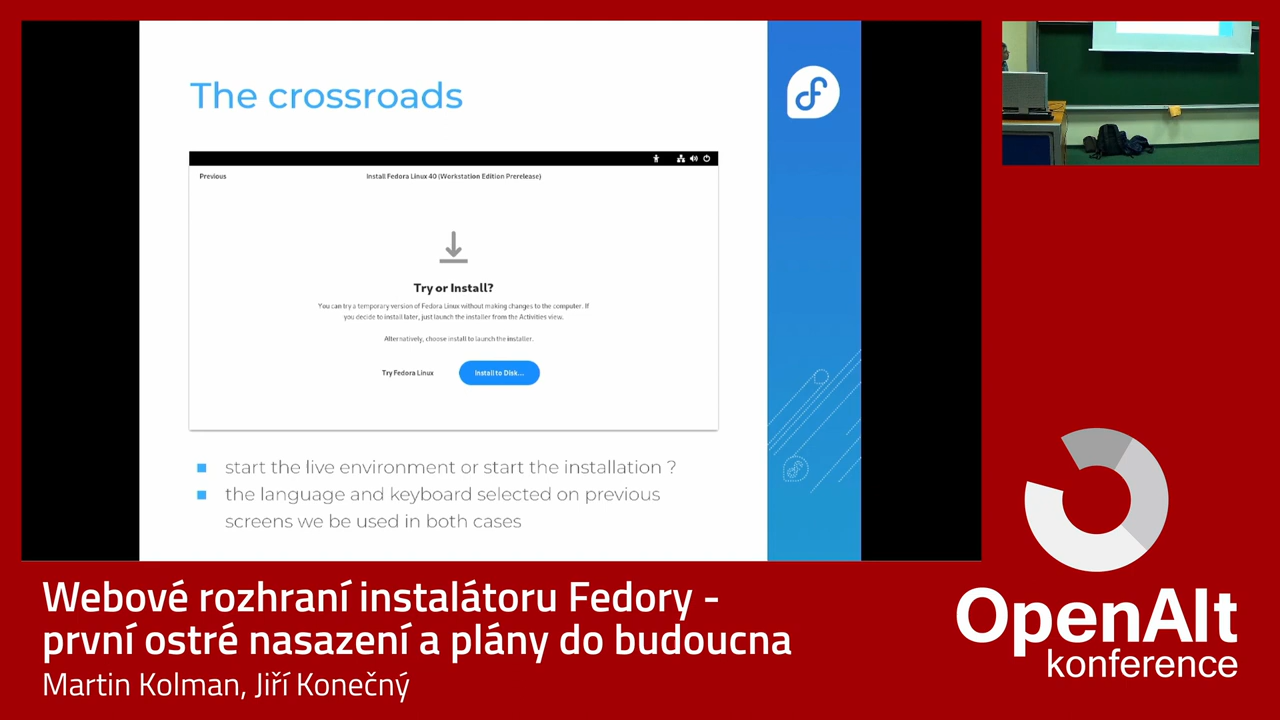 The crossroads
Previous
Install Fedora Linux 40 (Workstation Edition Prerelease)
Try or Install?
You can try a temporary version of Fedora Linux without making changes to the computer. If
you decide to install later, just launch the installer from the Activities view.
Alternatively, choose install to launch the installer.
Try Fedora Linux
Install to Disk...
start the live environment or start the installation ?
the language and keyboard selected on previous
screens we be used in both cases
Webové rozhraní instalátoru Fedory -
první ostré nasazení a plány do budoucna
Martin Kolman, Jiří Konečný
OpenAlt
konference